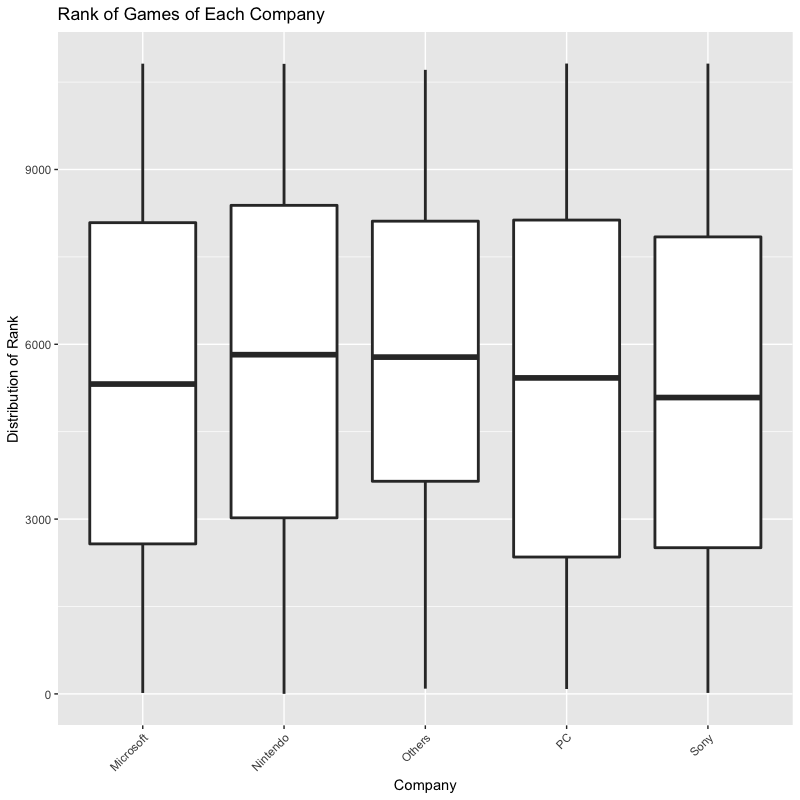 Rank of Games of Each Company
Distribution of Rank
9000
6000
3000
0
Microsoft
Nintendo
Others
PC
Sony
Company